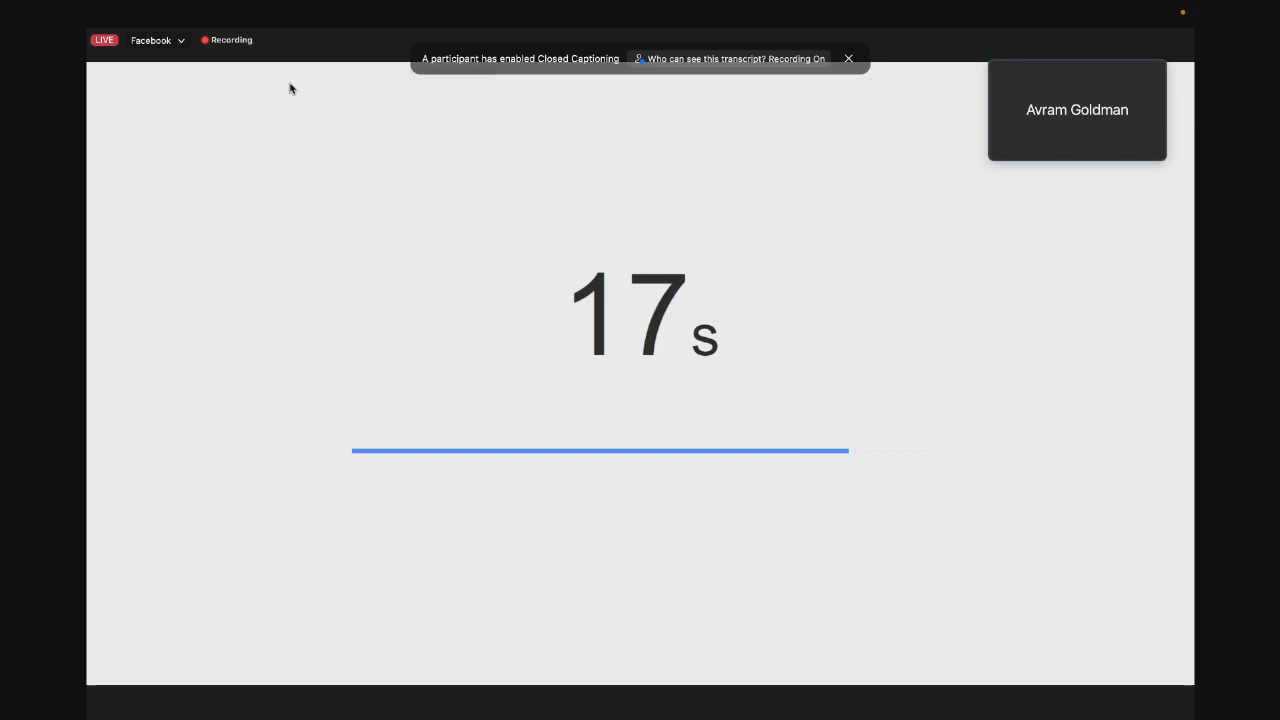 LIVE Facebook Recording
A participant has enabled Closed Captioning Who can see this transcript? Recording On
Avram Goldman
17s